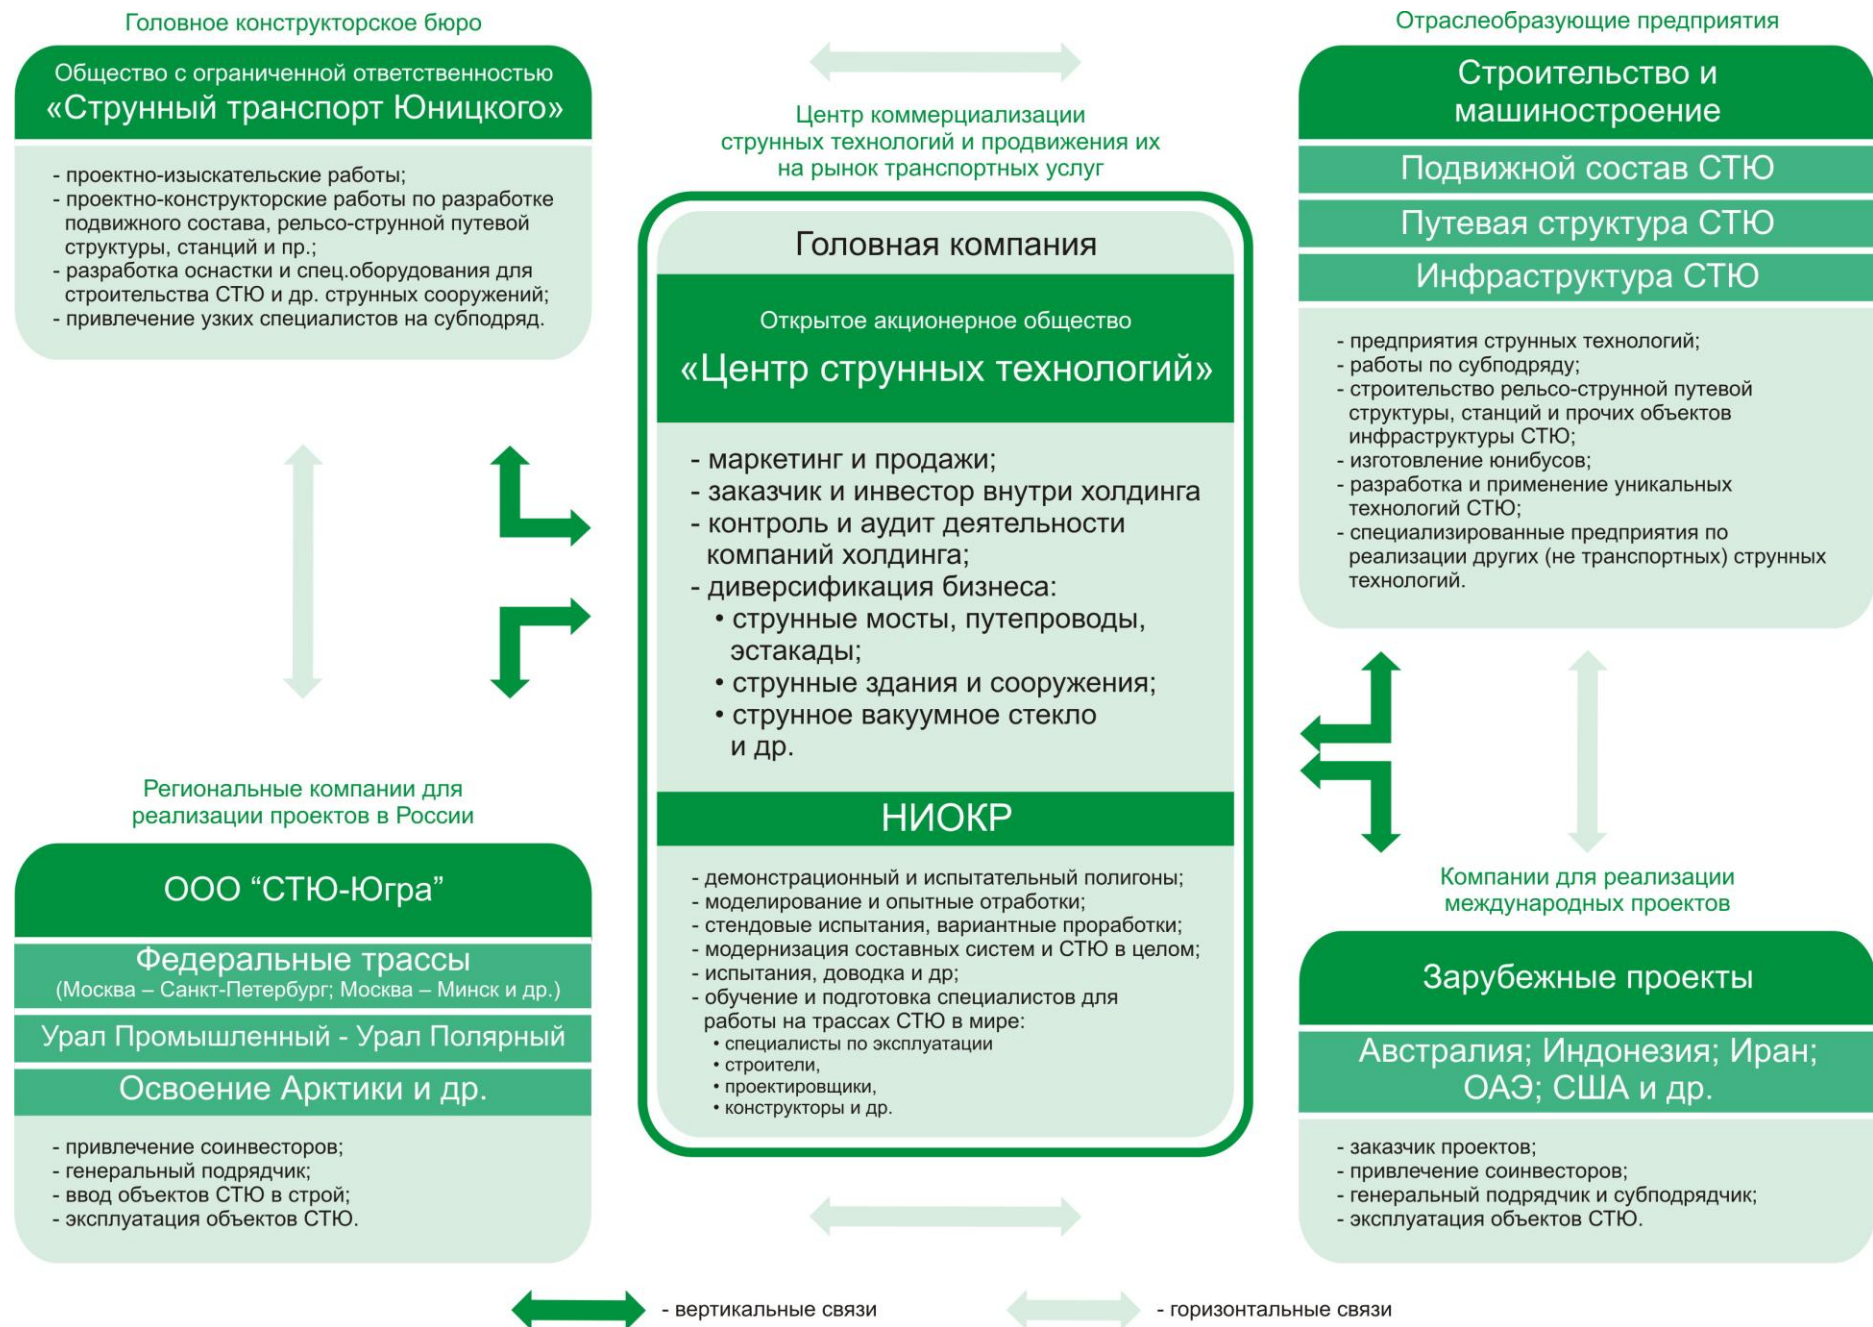 Головное конструкторское бюро
Общество с ограниченной ответственностью
«Струнный транспорт Юницкого»
- проектно-изыскательские работы;
- проектно-конструкторские работы по разработке
подвижного состава, рельсо-струнной путевой
структуры, станций и пр.;
- разработка оснастки и спец.оборудования для
строительства СТЮ и др. струнных сооружений;
- привлечение узких специалистов на субподряд.
Центр коммерциализации
струнных технологий и продвижения их
на рынок транспортных услуг
Головная компания
Открытое акционерное общество
«Центр струнных технологий»
- маркетинг и продажи;
- заказчик и инвестор внутри холдинга
- контроль и аудит деятельности
компаний холдинга;
- диверсификация бизнеса:
• струнные мосты, путепроводы,
эстакады;
• струнные здания и сооружения;
• струнное вакуумное стекло
и др.
НИОКР
- демонстрационный и испытательный полигоны;
- моделирование и опытные отработки;
- стендовые испытания, вариантные проработки;
- модернизация составных систем и СТЮ в целом;
- испытания, доводка и др;
- обучение и подготовка специалистов для
работы на трассах СТЮ в мире:
• специалисты по эксплуатации
• строители,
• проектировщики,
• конструкторы и др.
Отраслеобразующие предприятия
Строительство и
машиностроение
Подвижной состав СТЮ
Путевая структура СТЮ
Инфраструктура СТЮ
- предприятия струнных технологий;
- работы по субподряду;
- строительство рельсо-струнной путевой
структуры, станций и прочих объектов
инфраструктуры СТЮ;
- изготовление юнибусов;
- разработка и применение уникальных
технологий СТЮ;
- специализированные предприятия по
реализации других (не транспортных) струнных
технологий.
Региональные компании для
реализации проектов в России
ООО “СТЮ-Югра”
Федеральные трассы
(Москва – Санкт-Петербург; Москва – Минск и др.)
Урал Промышленный - Урал Полярный
Освоение Арктики и др.
- привлечение соинвесторов;
- генеральный подрядчик;
- ввод объектов СТЮ в строй;
- эксплуатация объектов СТЮ.
Компании для реализации
международных проектов
Зарубежные проекты
Австралия; Индонезия; Иран;
ОАЭ; США и др.
- заказчик проектов;
- привлечение соинвесторов;
- генеральный подрядчик и субподрядчик;
- эксплуатация объектов СТЮ.
- вертикальные связи
- горизонтальные связи